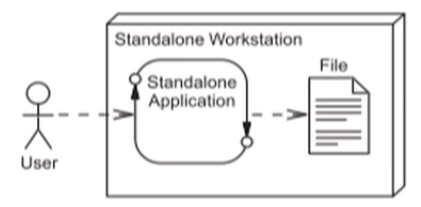 Standalone Workstation
File
Standalone
Application
User